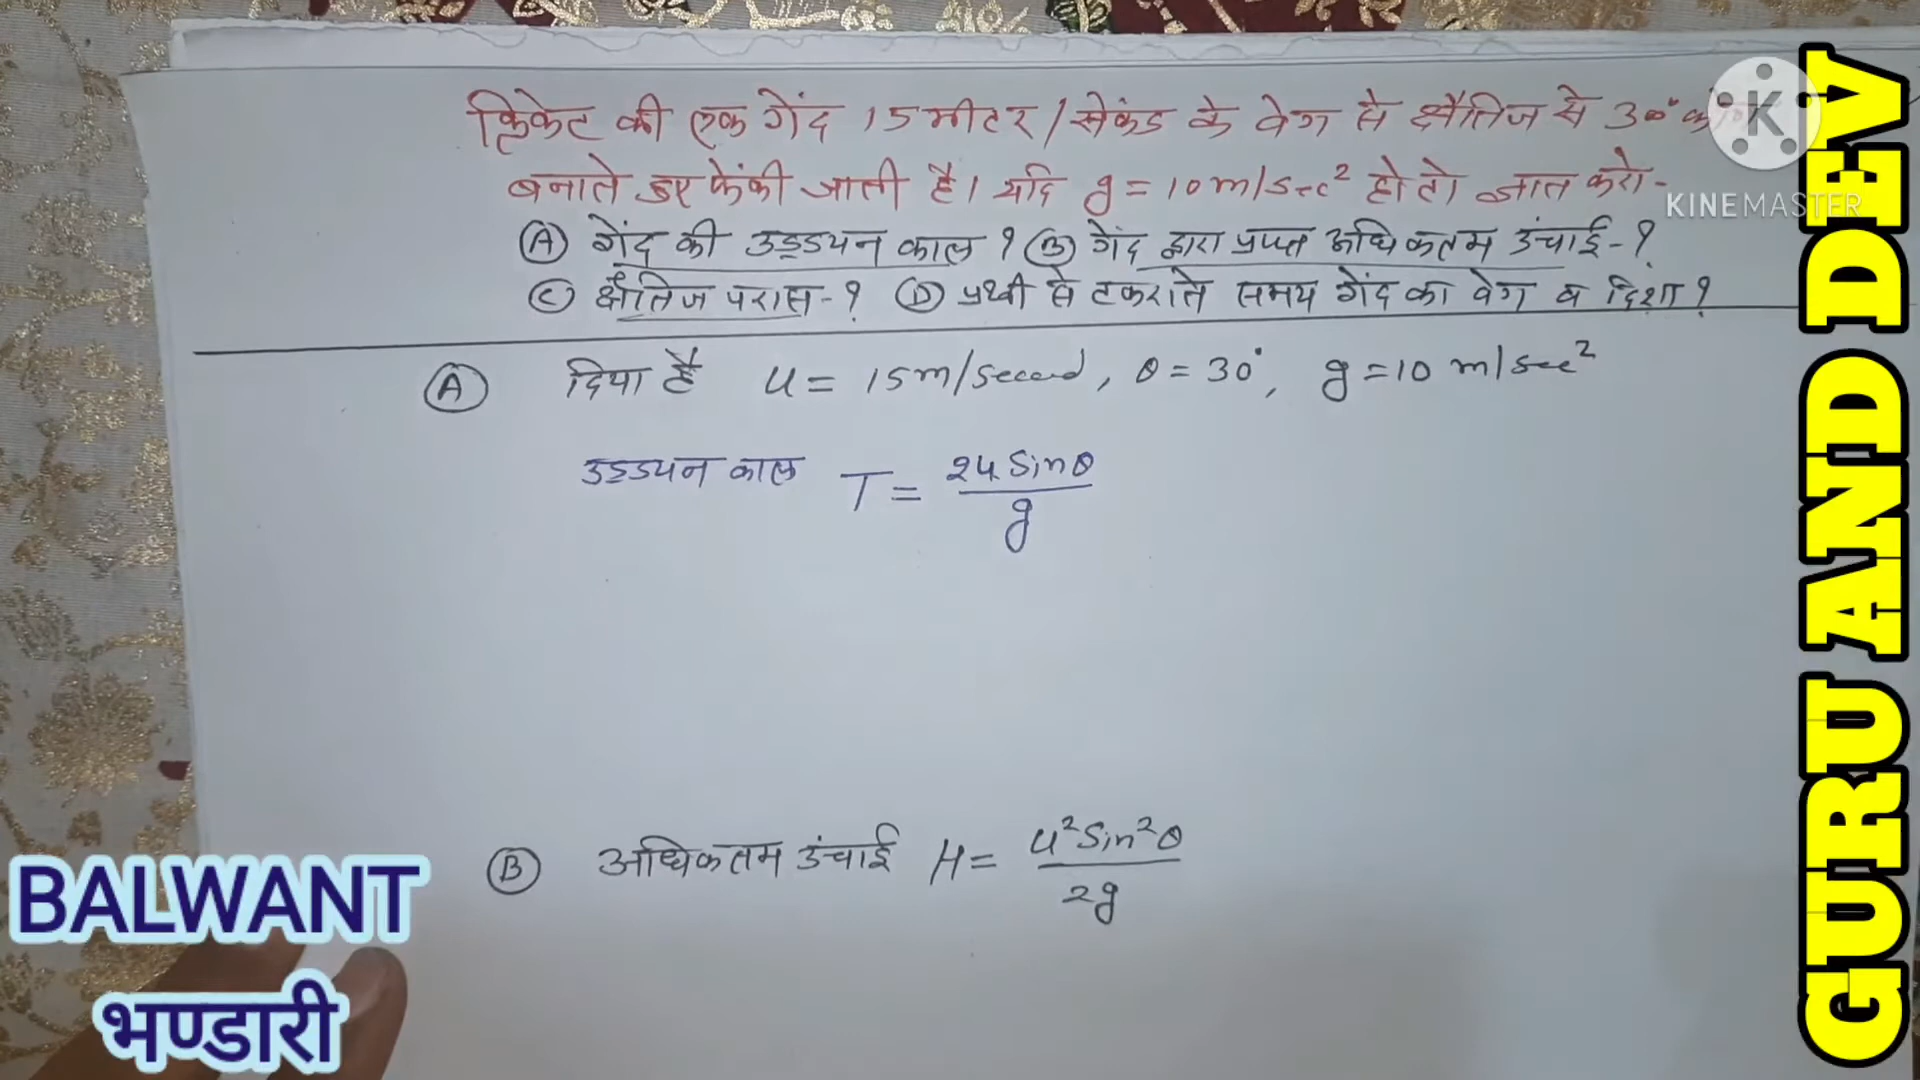 क्रिकेट की एक गेंद 15 मीटर/सेकंड के वेग से क्षैतिज से 30°
बनाते हुए फेंकी जाती है। यदि g = 10 m/sec² हो तो ज्ञात करो-
(A) गेंद की उड्डयन काल ? (B) गेंद द्वारा प्राप्त अधिकतम उंचाई-?
(C) क्षैतिज परास-? (D) पृथ्वी से टकराते समय गेंद का वेग व दिशा ?
(A) दिया है u = 15m/second, θ = 30°, g = 10 m/sec²
उड्डयन काल T = 2u Sinθ / g
(B) अधिकतम उंचाई H = u² Sin²θ / 2g
K
KINEMASTER
GURU AND DEV
BALWANT
भण्डारी